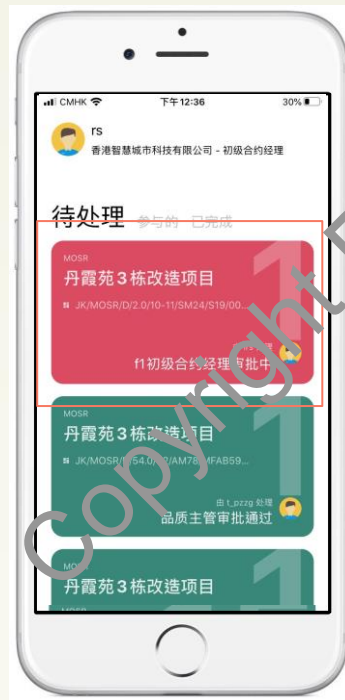 CMHK 下午12:36 30%
rs
香港智慧城市科技有限公司 - 初级合约经理
待处理 参与的 已完成
MOSR
丹霞苑 3 栋改造项目
JK/MOSR/D/2.0/10-11/SM24/S19/00...
处理
f1初级合约经理审批中
1
MOSR
丹霞苑 3 栋改造项目
由 t_pzzg 处理
品质主管审批通过
1
丹霞苑 3 栋改造项目
Copyright